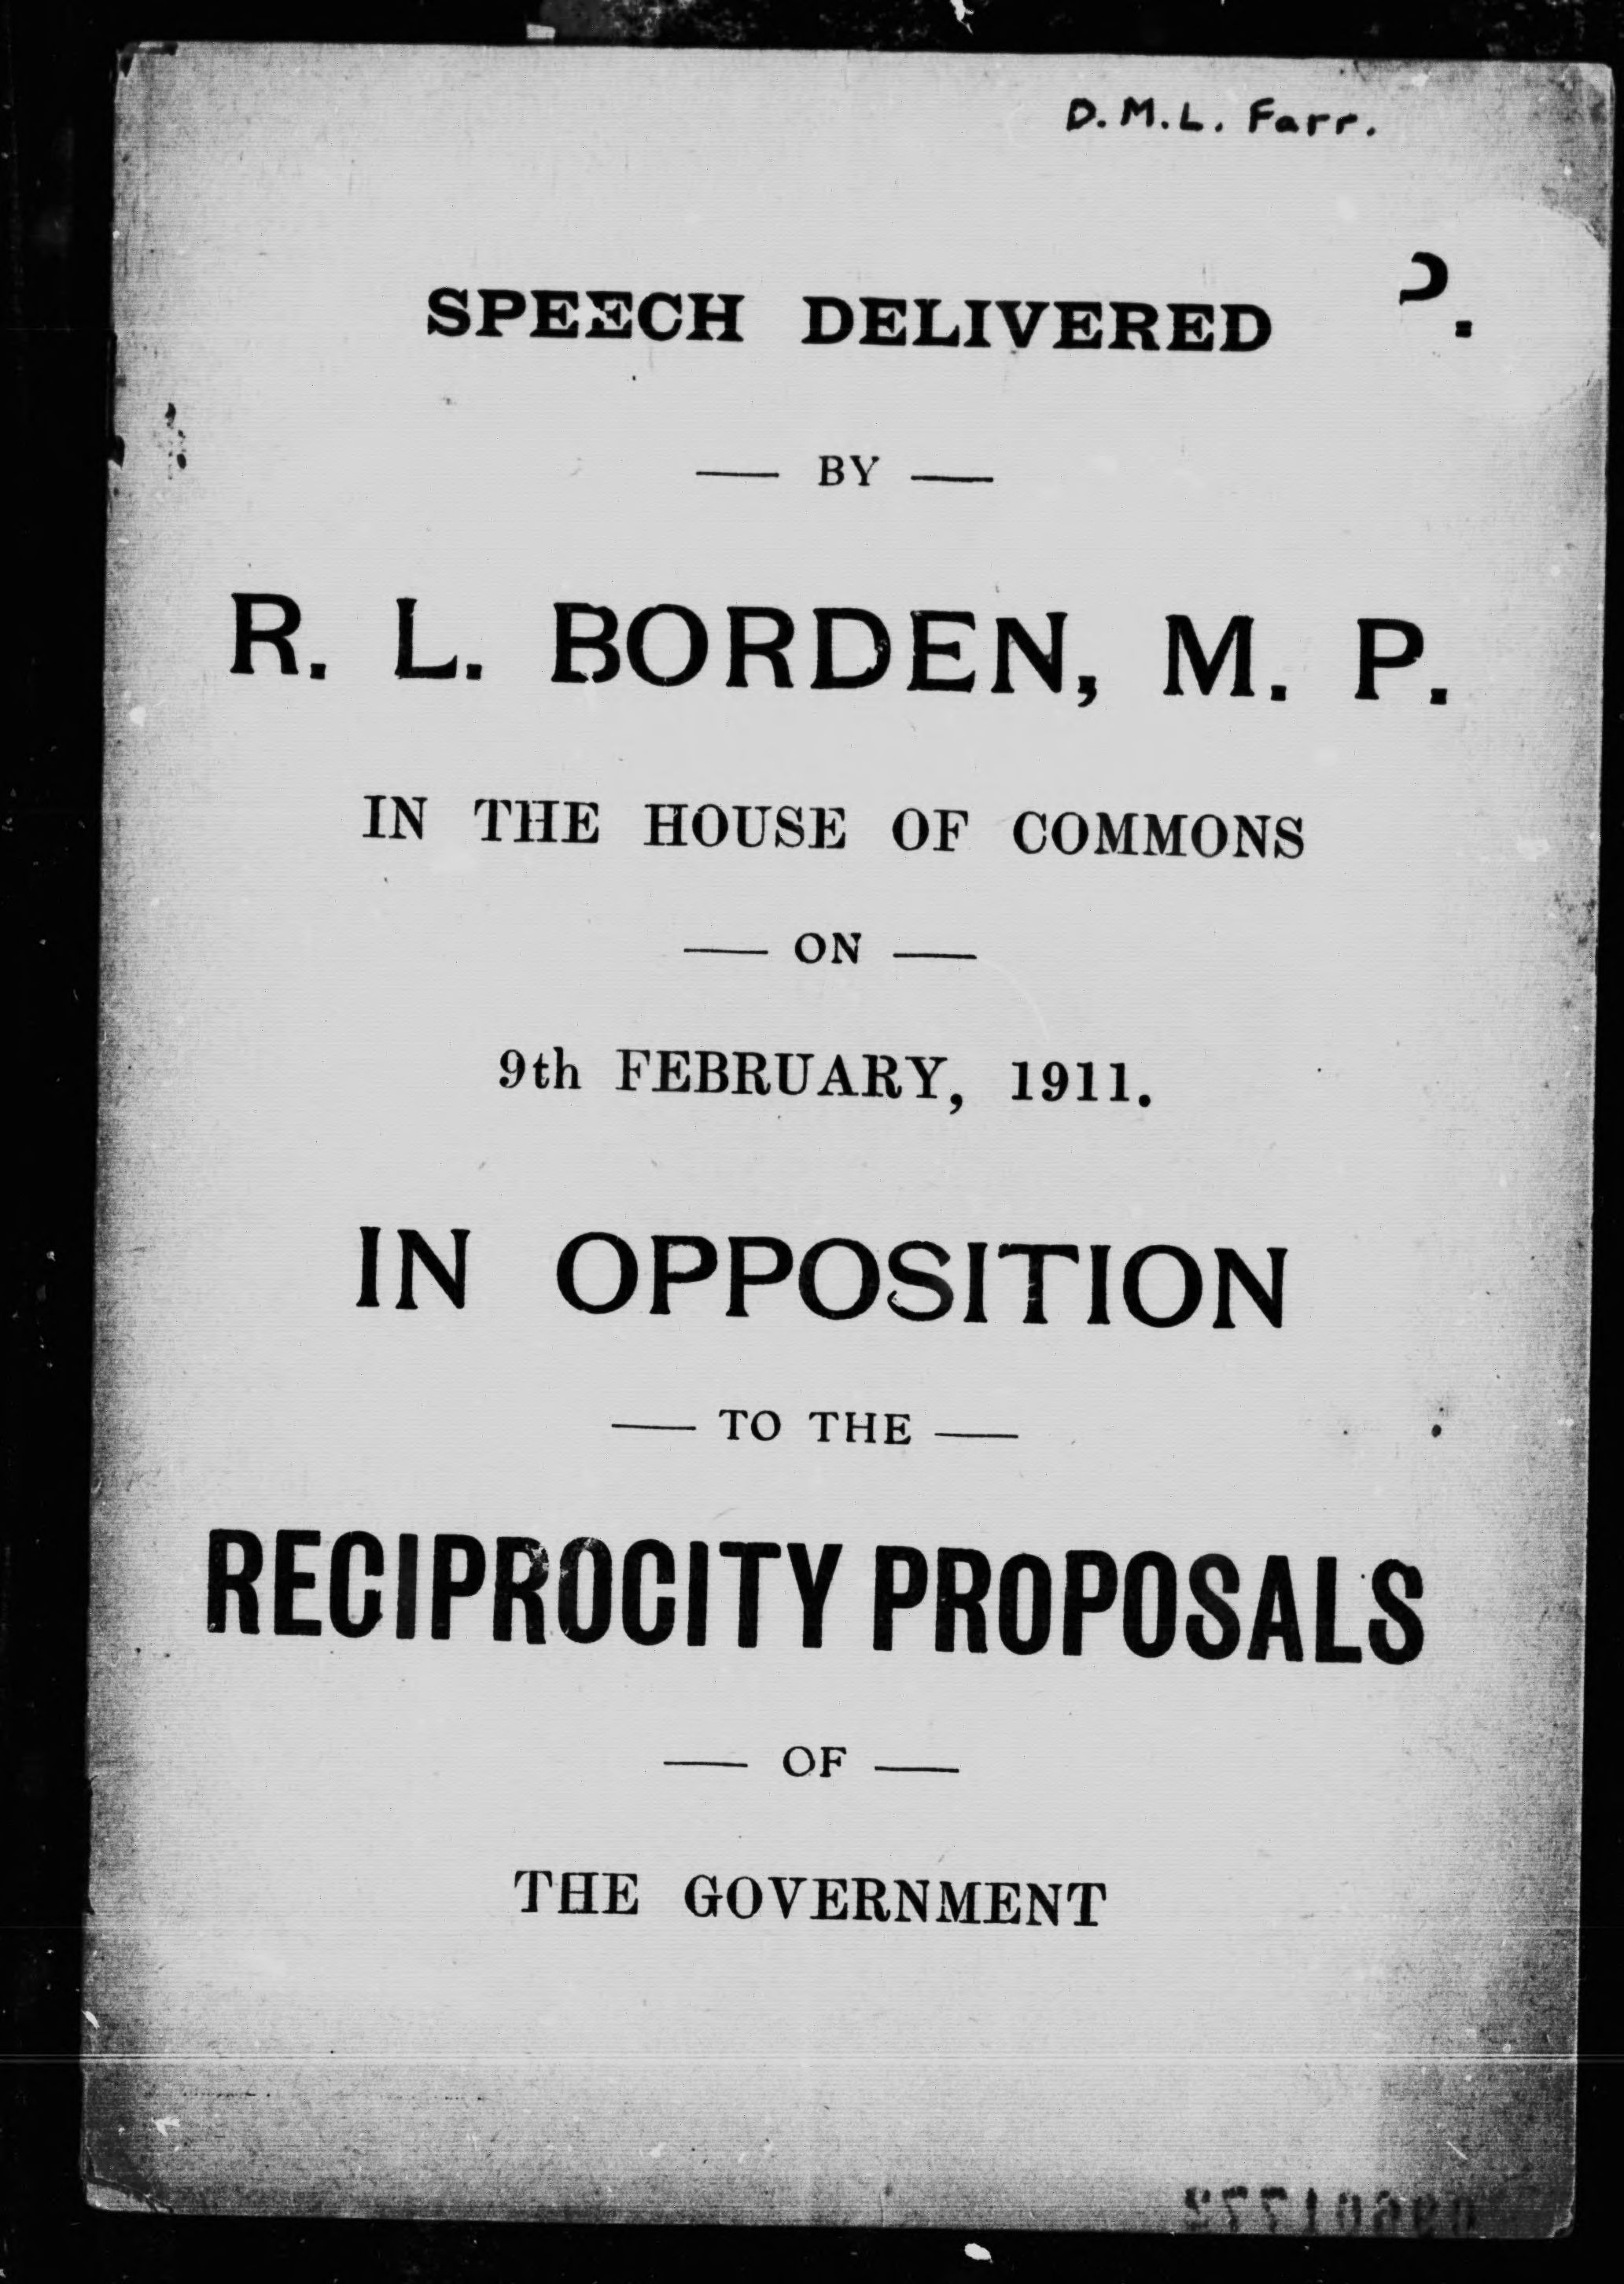 D. M. L. Farr.
SPEECH DELIVERED
— BY —
R. L. BORDEN, M. P.
IN THE HOUSE OF COMMONS
— ON —
9th FEBRUARY, 1911.
IN OPPOSITION
— TO THE —
RECIPROCITY PROPOSALS
— OF —
THE GOVERNMENT